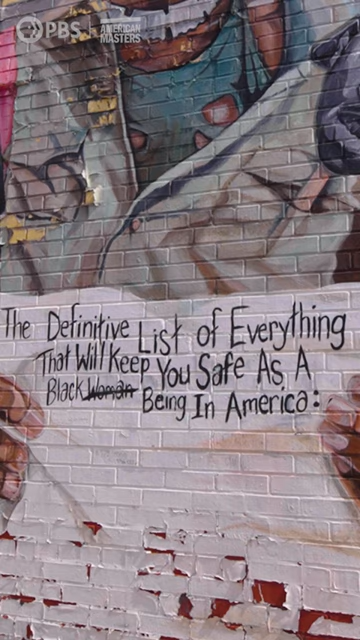 PBS
AMERICAN
MASTERS
The Definitive List of Everything
That Will Keep You Safe As A
Black Woman Being In America: